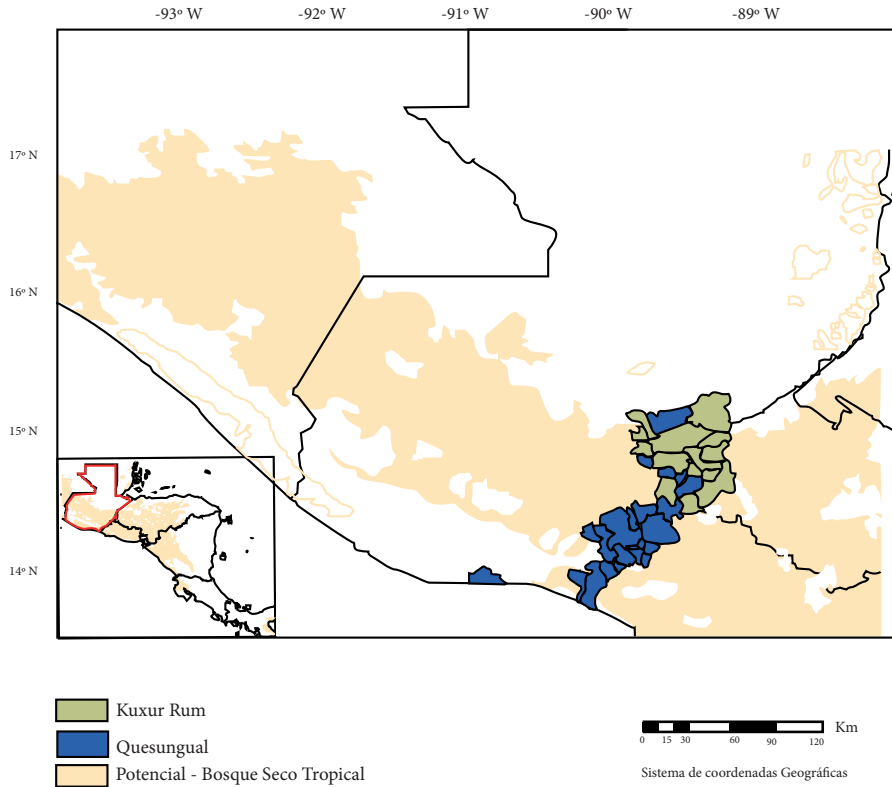 -93º W -92º W -91º W -90º W -89º W
17º N
16º N
15º N
14º N
Kuxur Rum
Quesungual
Potencial - Bosque Seco Tropical
Km
0 15 30 60 90 120
Sistema de coordenadas Geográficas